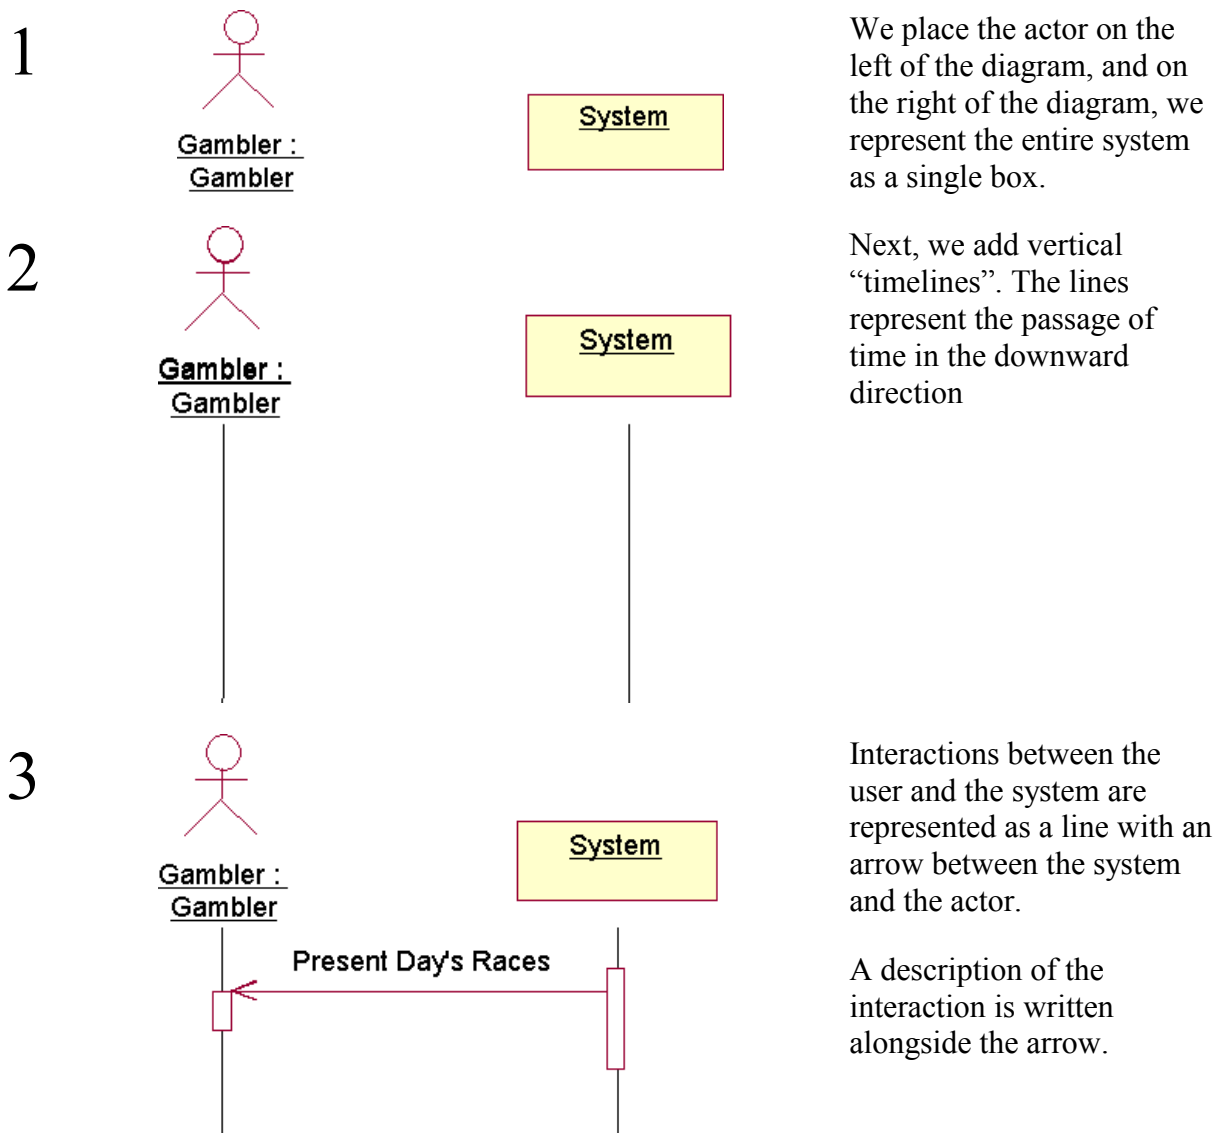 1
Gambler :
Gambler
System
We place the actor on the
left of the diagram, and on
the right of the diagram, we
represent the entire system
as a single box.
2
Gambler :
Gambler
System
Next, we add vertical
“timelines”. The lines
represent the passage of
time in the downward
direction
3
Gambler :
Gambler
System
Present Day's Races
Interactions between the
user and the system are
represented as a line with an
arrow between the system
and the actor.
A description of the
interaction is written
alongside the arrow.